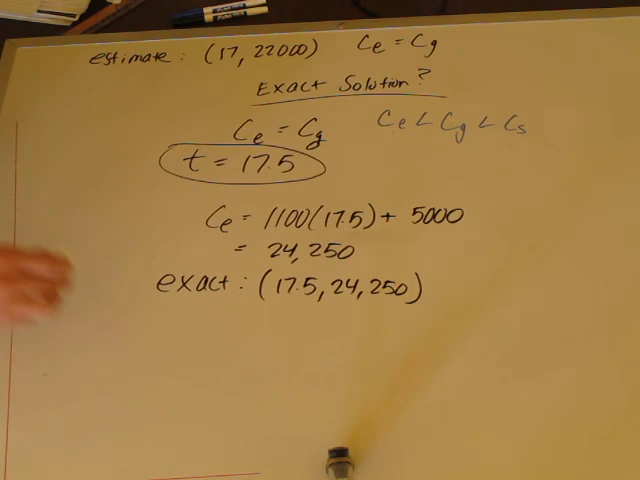 estimate : (17, 22000) Ce = Cg
Exact Solution?
Ce = Cg
Ce < Cg < Cs
t = 17.5
Ce = 1100(17.5) + 5000
= 24,250
exact : (17.5, 24, 250)